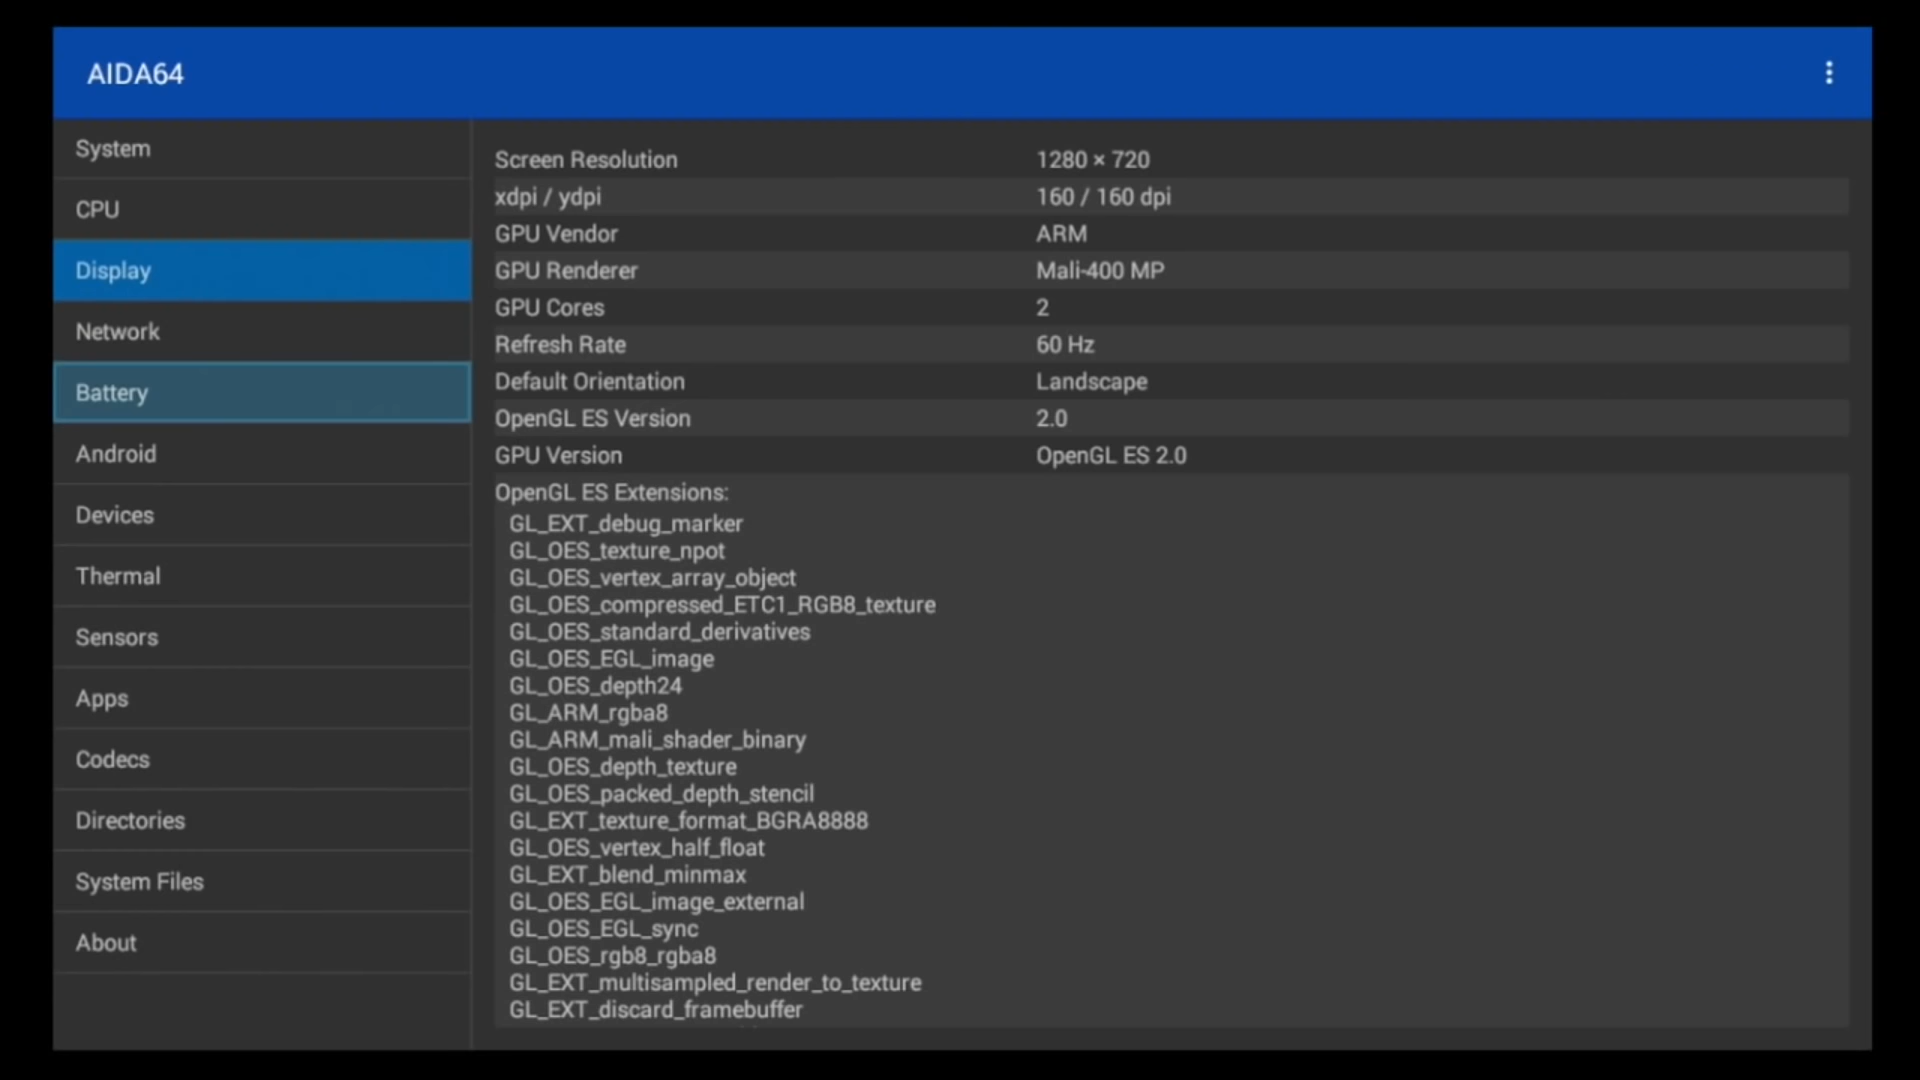 AIDA64
System
CPU
Display
Network
Battery
Android
Devices
Thermal
Sensors
Apps
Codecs
Directories
System Files
About
Screen Resolution 1280 × 720
xdpi / ydpi 160 / 160 dpi
GPU Vendor ARM
GPU Renderer Mali-400 MP
GPU Cores 2
Refresh Rate 60 Hz
Default Orientation Landscape
OpenGL ES Version 2.0
GPU Version OpenGL ES 2.0
OpenGL ES Extensions:
GL_EXT_debug_marker
GL_OES_texture_npot
GL_OES_vertex_array_object
GL_OES_compressed_ETC1_RGB8_texture
GL_OES_standard_derivatives
GL_OES_EGL_image
GL_OES_depth24
GL_ARM_rgba8
GL_ARM_mali_shader_binary
GL_OES_depth_texture
GL_OES_packed_depth_stencil
GL_EXT_texture_format_BGRA8888
GL_OES_vertex_half_float
GL_EXT_blend_minmax
GL_OES_EGL_image_external
GL_OES_EGL_sync
GL_OES_rgb8_rgba8
GL_EXT_multisampled_render_to_texture
GL_EXT_discard_framebuffer